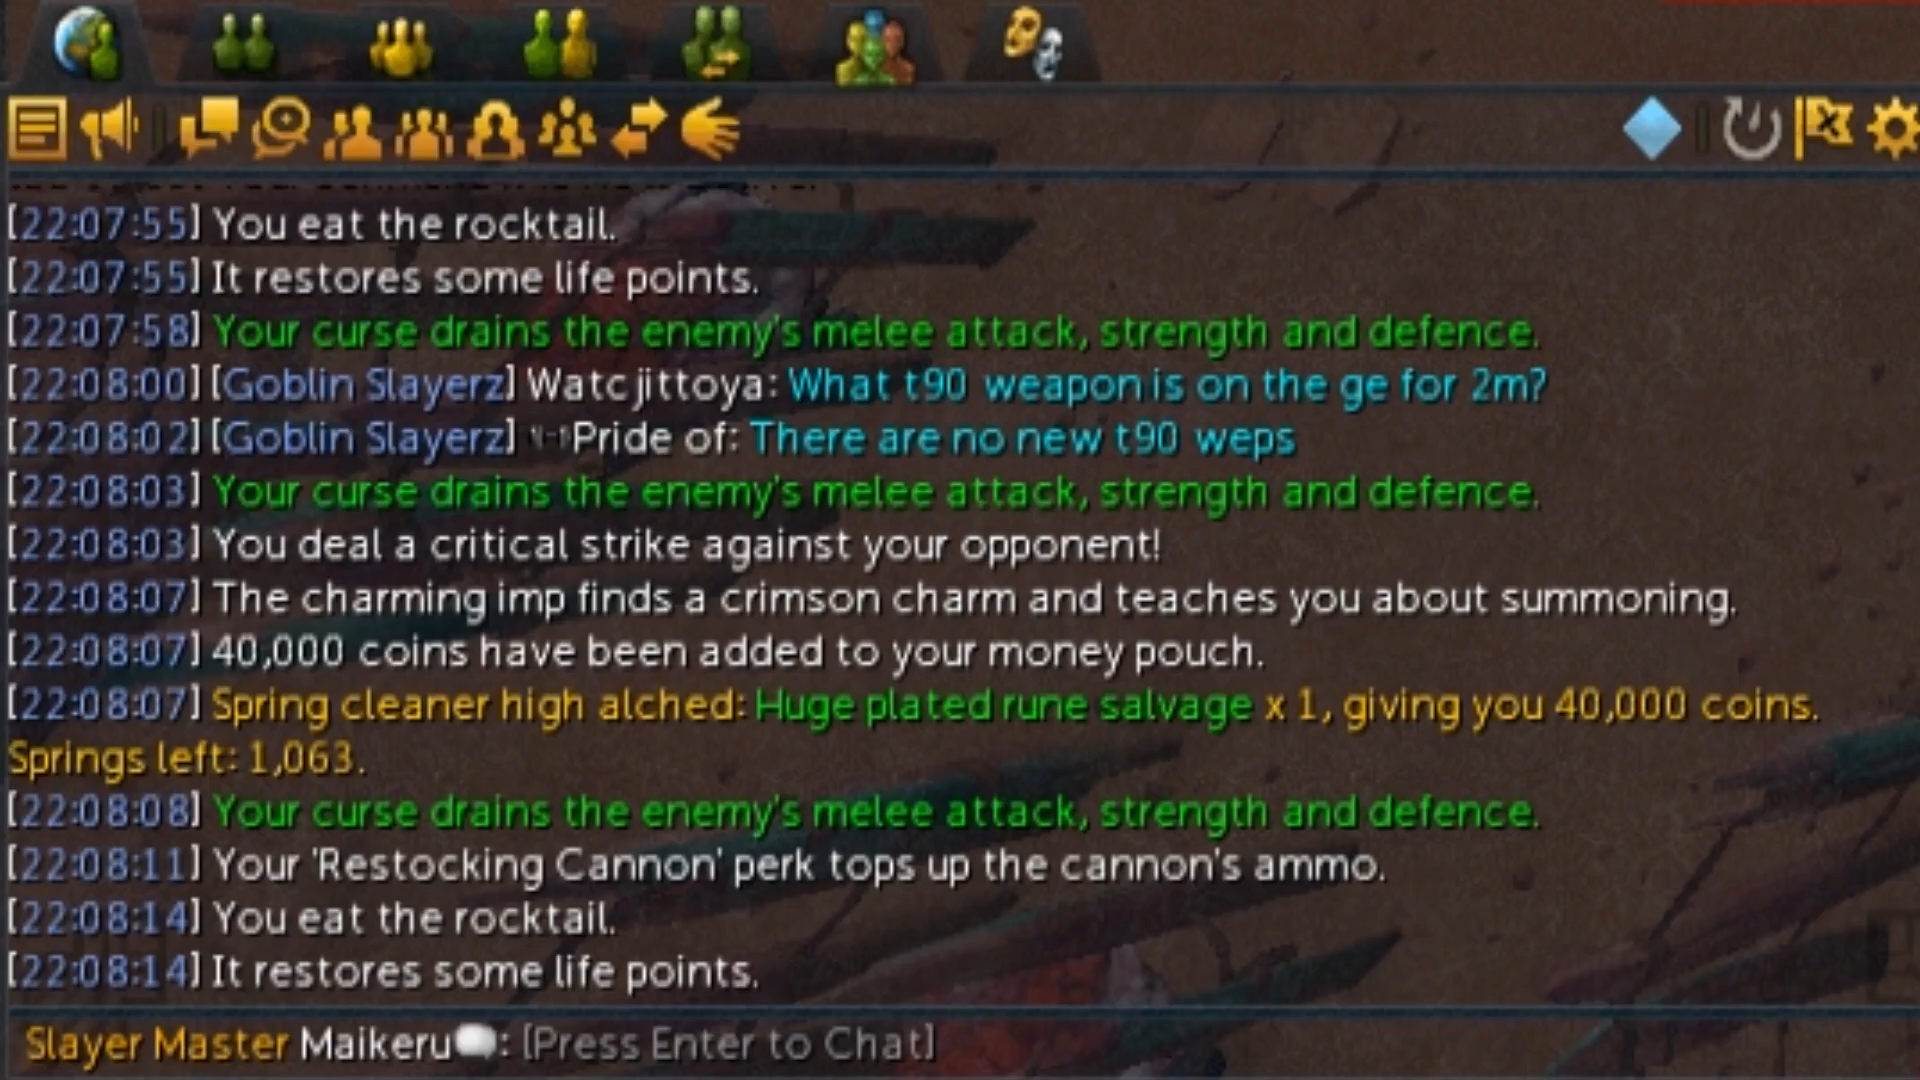 [22:07:55] You eat the rocktail.
[22:07:55] It restores some life points.
[22:07:58] Your curse drains the enemy's melee attack, strength and defence.
[22:08:00] [Goblin Slayerz] Watcjittoya: What t90 weapon is on the ge for 2m?
[22:08:02] [Goblin Slayerz] Pride of: There are no new t90 weps
[22:08:03] Your curse drains the enemy's melee attack, strength and defence.
[22:08:03] You deal a critical strike against your opponent!
[22:08:07] The charming imp finds a crimson charm and teaches you about summoning.
[22:08:07] 40,000 coins have been added to your money pouch.
[22:08:07] Spring cleaner high alched: Huge plated rune salvage x 1, giving you 40,000 coins.
Springs left: 1,063.
[22:08:08] Your curse drains the enemy's melee attack, strength and defence.
[22:08:11] Your 'Restocking Cannon' perk tops up the cannon's ammo.
[22:08:14] You eat the rocktail.
[22:08:14] It restores some life points.
Slayer Master Maikeru: [Press Enter to Chat]